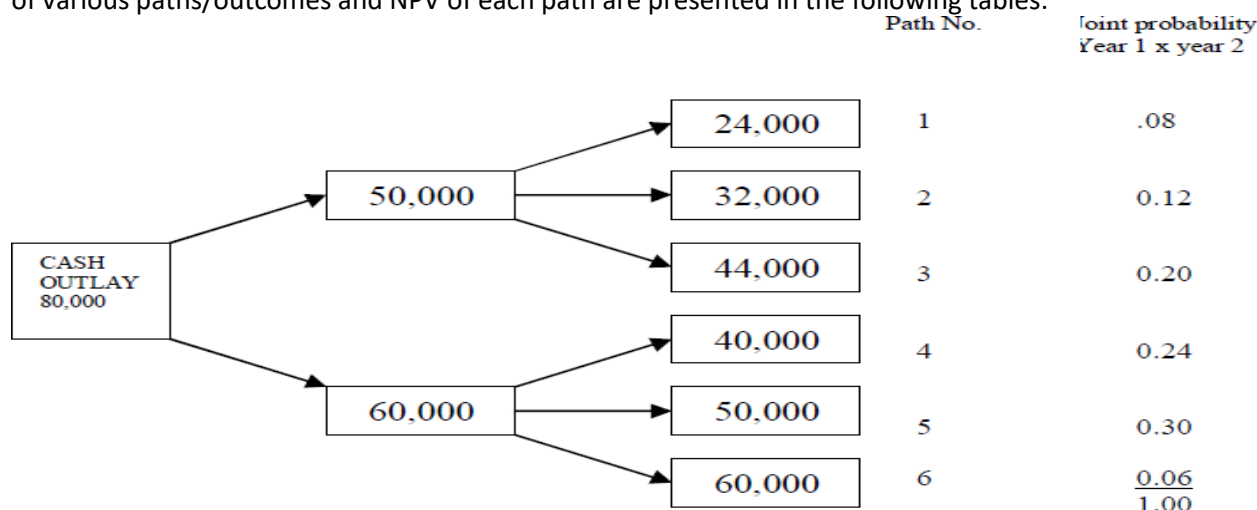 of various paths/outcomes and NPV of each path are presented in the following tables.
Path No. Joint probability
Year 1 x year 2
24,000 1 .08
50,000 32,000 2 0.12
CASH
OUTLAY
80,000
44,000 3 0.20
40,000 4 0.24
60,000 50,000 5 0.30
60,000 6 0.06
1.00